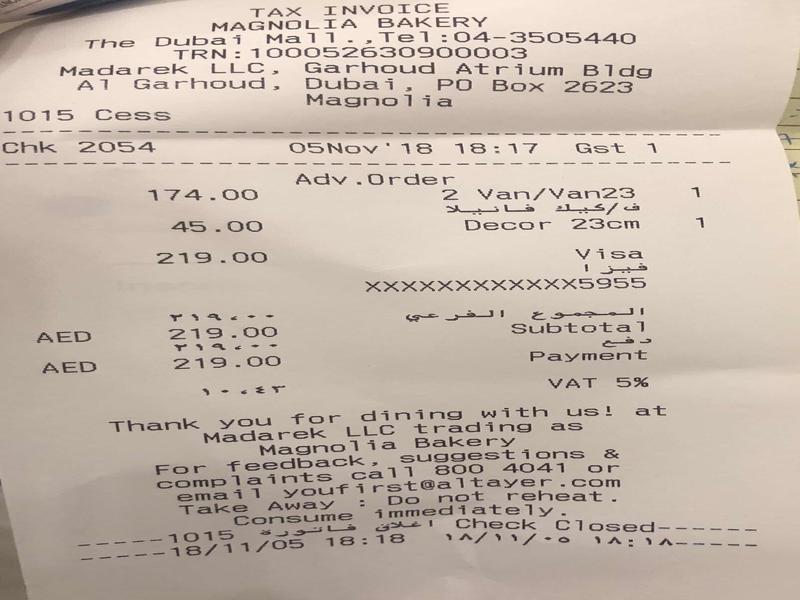 TAX INVOICE
MAGNOLIA BAKERY
The Dubai Mall.,Tel:04-3505440
TRN:100052630900003
Madarek LLC, Garhoud Atrium Bldg
Al Garhoud, Dubai, PO Box 2623
Magnolia
1015 Cess
Chk 2054 05Nov'18 18:17 Gst 1
Adv.Order
174.00 2 Van/Van23 1
ف/كيك فانيلا
45.00 Decor 23cm 1
219.00 Visa
فيزا
XXXXXXXXXXXX5955
٢١٩،٠٠ المجموع الفرعي
AED 219.00 Subtotal
٢١٩،٠٠ دفع
AED 219.00 Payment
١٠،٤٣ VAT 5%
Thank you for dining with us! at
Madarek LLC trading as
Magnolia Bakery
For feedback, suggestions &
complaints call 800 4041 or
email youfirst@altayer.com
Take Away : Do not reheat.
Consume immediately.
-----1015 اغلاق فاتورة Check Closed------
-----18/11/05 18:18 ١٨/١١/٠٥ ١٨:١٨-----